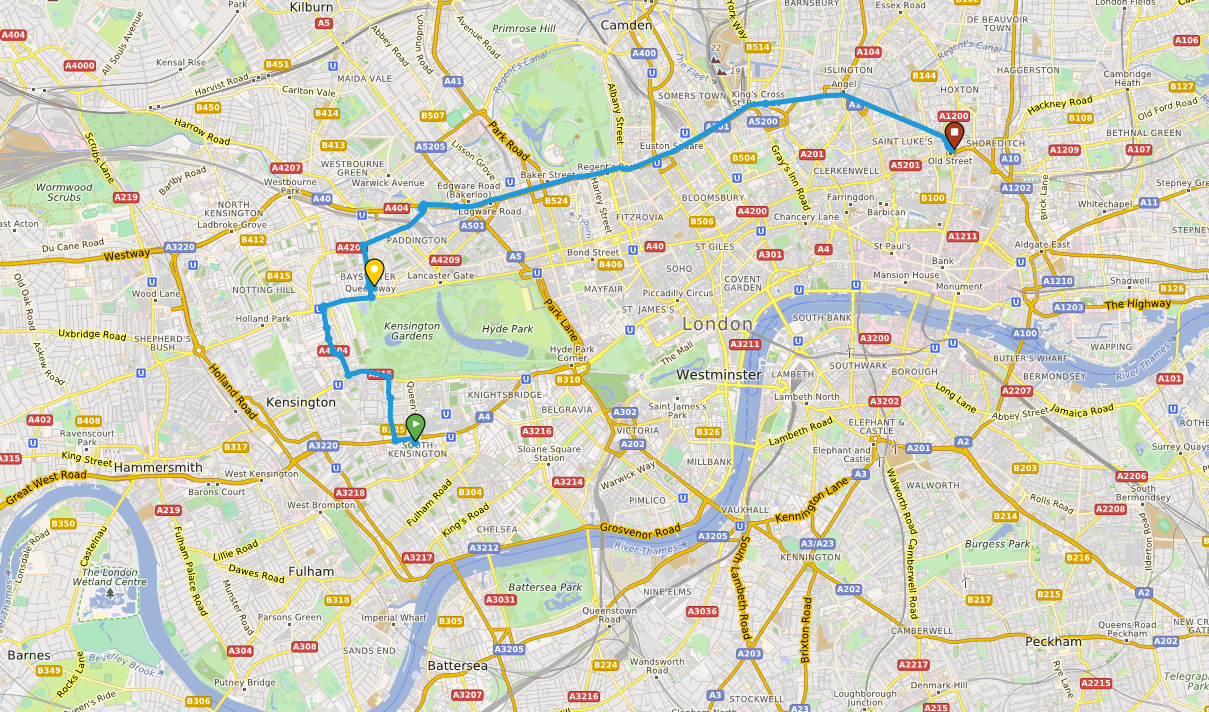 Kilburn
Park
A5
A404
A4000
All Souls Avenue
Kensal Rise
Harvist Road
B451
B450
Carlton Vale
B414
Harrow Road
B413
MAIDA VALE
Abbey Road
Avenue Road
A41
Primrose Hill
Camden
A400
Regent's Canal
Albany Street
B507
A5205
Park Road
Lisson Grove
York Way
BARNSBURY
Essex Road
B514
The Fleet
SOMERS TOWN
King's Cross
A104
ISLINGTON
Angel
A5200
DE BEAUVOIR
TOWN
London Fields
Regent's Canal
HAGGERSTON
B144
HOXTON
A106
Cambridge
Heath
B127
Old Ford Road
Hackney Road
B108
BETHNAL GREEN
A1200
SAINT LUKE'S
SHOREDITCH
Old Street
A1209
A107
A10
A5201
A1202
Stepney Green
Scrubs Lane
Wormwood
Scrubs
A219
Barlby Road
A4207
WESTBOURNE
GREEN
Westbourne
Park
Warwick Avenue
A40
A404
Edgware Road
(Bakerloo)
Edgware Road
Baker Street
B524
Harley Street
Euston Square
B504
Gray's Inn Road
A201
CLERKENWELL
BLOOMSBURY
FITZROVIA
B506
A4200
Chancery Lane
Farringdon
Barbican
B100
Brick Lane
Whitechapel
A11
NORTH
KENSINGTON
Ladbroke Grove
B412
Du Cane Road
Westway
A3220
PADDINGTON
A501
A4209
Lancaster Gate
A5
Bond Street
B406
A40
ST GILES
SOHO
A301
A4
St Paul's
A1211
Bank
Mansion House
Monument
Aldgate East
STEPNEY
A1210
A1203
B126
The Highway
Old Oak Road
Wood Lane
B415
NOTTING HILL
Holland Park
MAYFAIR
Park Lane
Piccadilly Circus
ST. JAMES'S
COVENT
GARDEN
London
SOUTH BANK
A100
WAPPING
River Thames
Uxbridge Road
Askew Road
SHEPHERD'S
BUSH
Kensington
Gardens
Hyde Park
Hyde Park
Corner
The Mall
A3211
A3200
SOUTHWARK
BOROUGH
BUTLER'S WHARF
BERMONDSEY
A101
Holland Road
Kensington
KNIGHTSBRIDGE
B310
Westminster
LAMBETH
Lambeth North
A3202
Long Lane
A2207
Abbey Street
Jamaica Road
A402
B408
Ravenscourt
Park
A315
King Street
Hammersmith
B317
A3220
SOUTH
KENSINGTON
A4
BELGRAVIA
A302
Saint James's
Park
VICTORIA
A202
B326
Lambeth Road
ELEPHANT &
CASTLE
Elephant and
Castle
A201
A2
Surrey Quays
Great West Road
Barons Court
West Kensington
A3218
West Brompton
Fulham Road
B304
King's Road
A3216
Sloane Square
Station
A3214
Warwick Way
MILLBANK
PIMLICO
A3
WALWORTH
B203
A2206
South
Bermondsey
Rolls Road
A2208
B350
Lonsdale Road
Castelnau
A219
Fulham Palace Road
Lillie Road
Dawes Road
CHELSEA
A3212
Grosvenor Road
River Thames
A3205
VAUXHALL
Kennington Lane
A3/A23
KENNINGTON
Walworth Road
Camberwell Road
B214
Burgess Park
B216
The London
Wetland Centre
Munster Road
Fulham
A3217
B318
Imperial Wharf
Parsons Green
A304
A308
SANDS END
Battersea Park
A3031
B305
A3205
Queenstown
Road
NINE ELMS
A3036
South Lambeth Road
Brixton Road
A202
B217
B215
A2
CAMBERWELL
Queens Road
Peckham
A202
Barnes
B349
Rocks Lane
Beverley Brook
Queen's Ride
B306
Putney Bridge
Battersea
A3207
B224
A3216
Wandsworth
Road
A203
A3
STOCKWELL
A23
Loughborough
Junction
A2217
Denmark Hill
A215
Peckham
Rye Lane
A2215
Telegraph